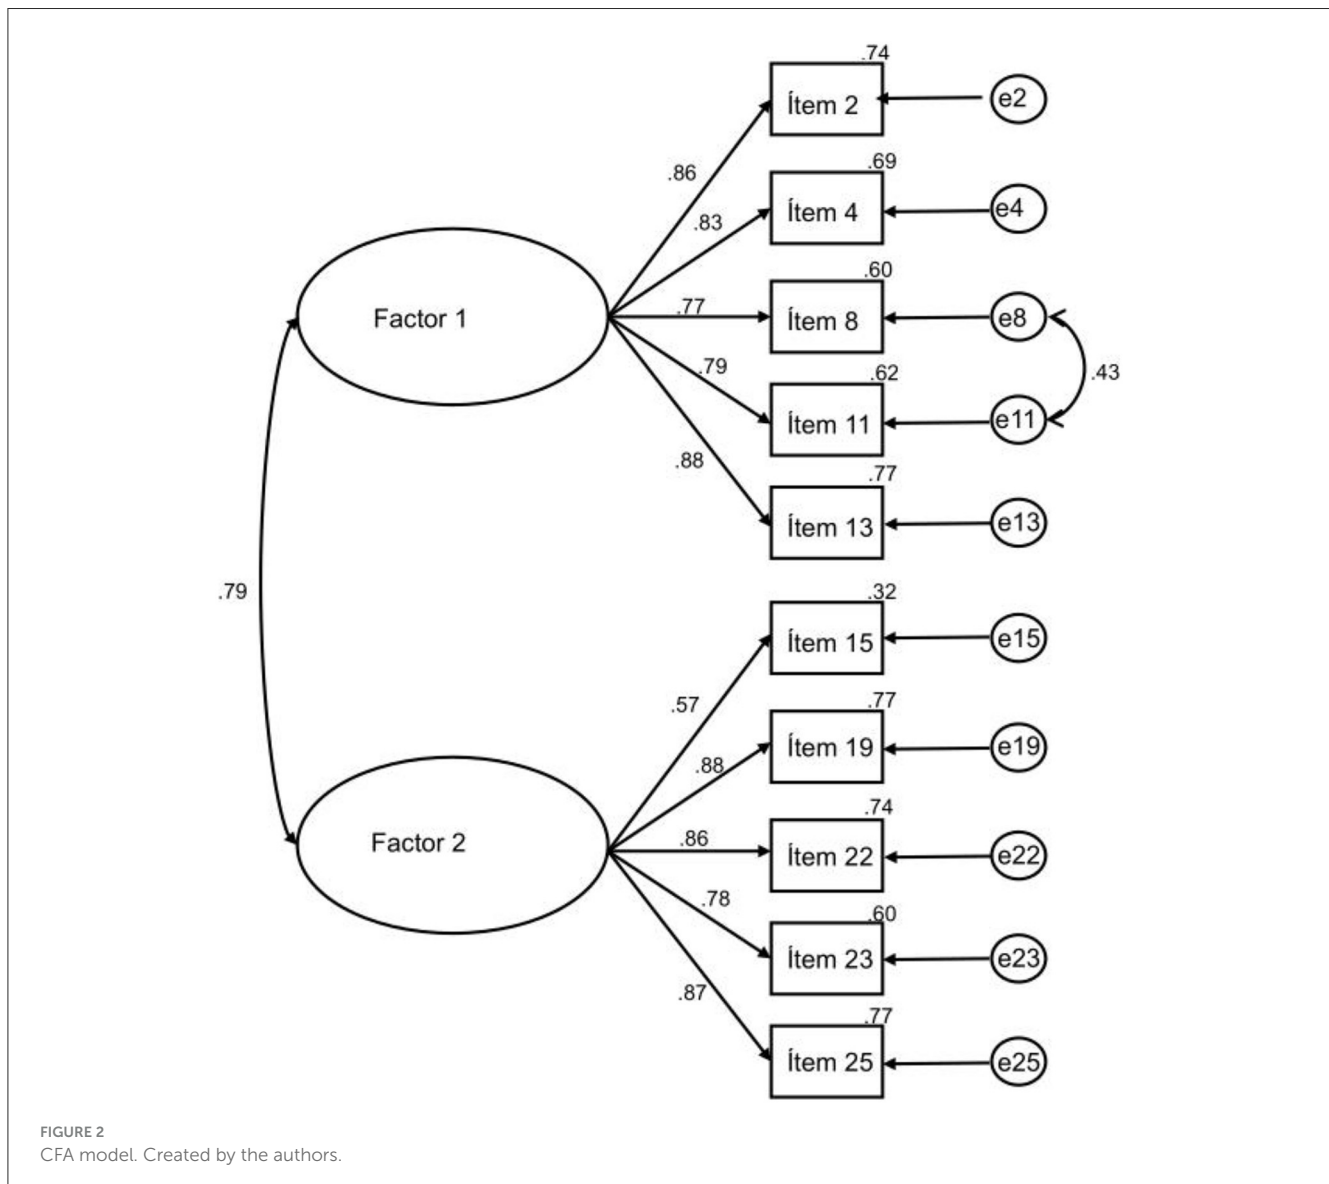 .74
Ítem 2
e2
.86
.69
Ítem 4
e4
.83
.60
Factor 1
.77
Ítem 8
e8
.43
.79
.62
Ítem 11
e11
.88
.77
Ítem 13
e13
.79
.32
Ítem 15
e15
.57
.77
Ítem 19
e19
.88
.74
Factor 2
.86
Ítem 22
e22
.78
.60
Ítem 23
e23
.87
.77
Ítem 25
e25
FIGURE 2
CFA model. Created by the authors.